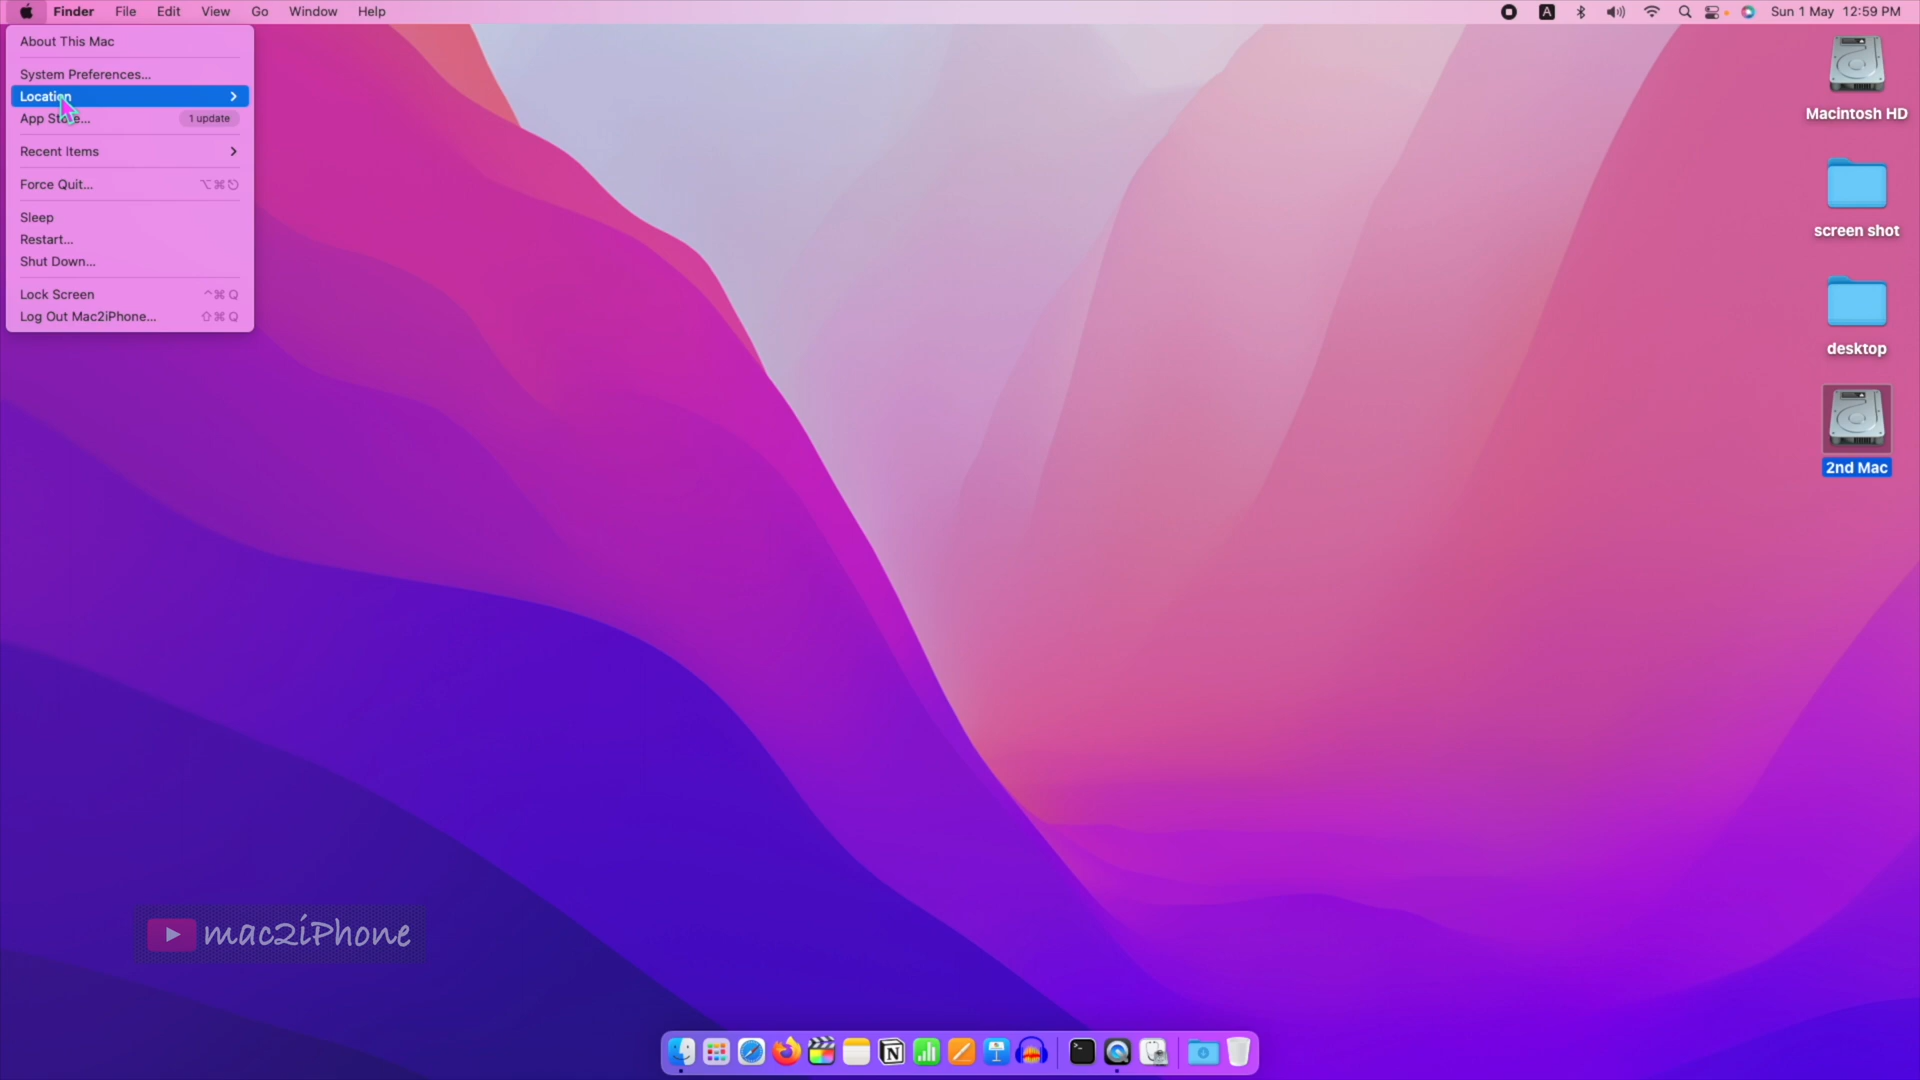 Finder File Edit View Go Window Help
A Sun 1 May 12:59 PM
About This Mac
System Preferences...
Location
App Store... 1 update
Recent Items
Force Quit... ⌥⌘⎋
Sleep
Restart...
Shut Down...
Lock Screen ^⌘Q
Log Out Mac2iPhone... ⇧⌘Q
Macintosh HD
screen shot
desktop
2nd Mac
mac2iPhone